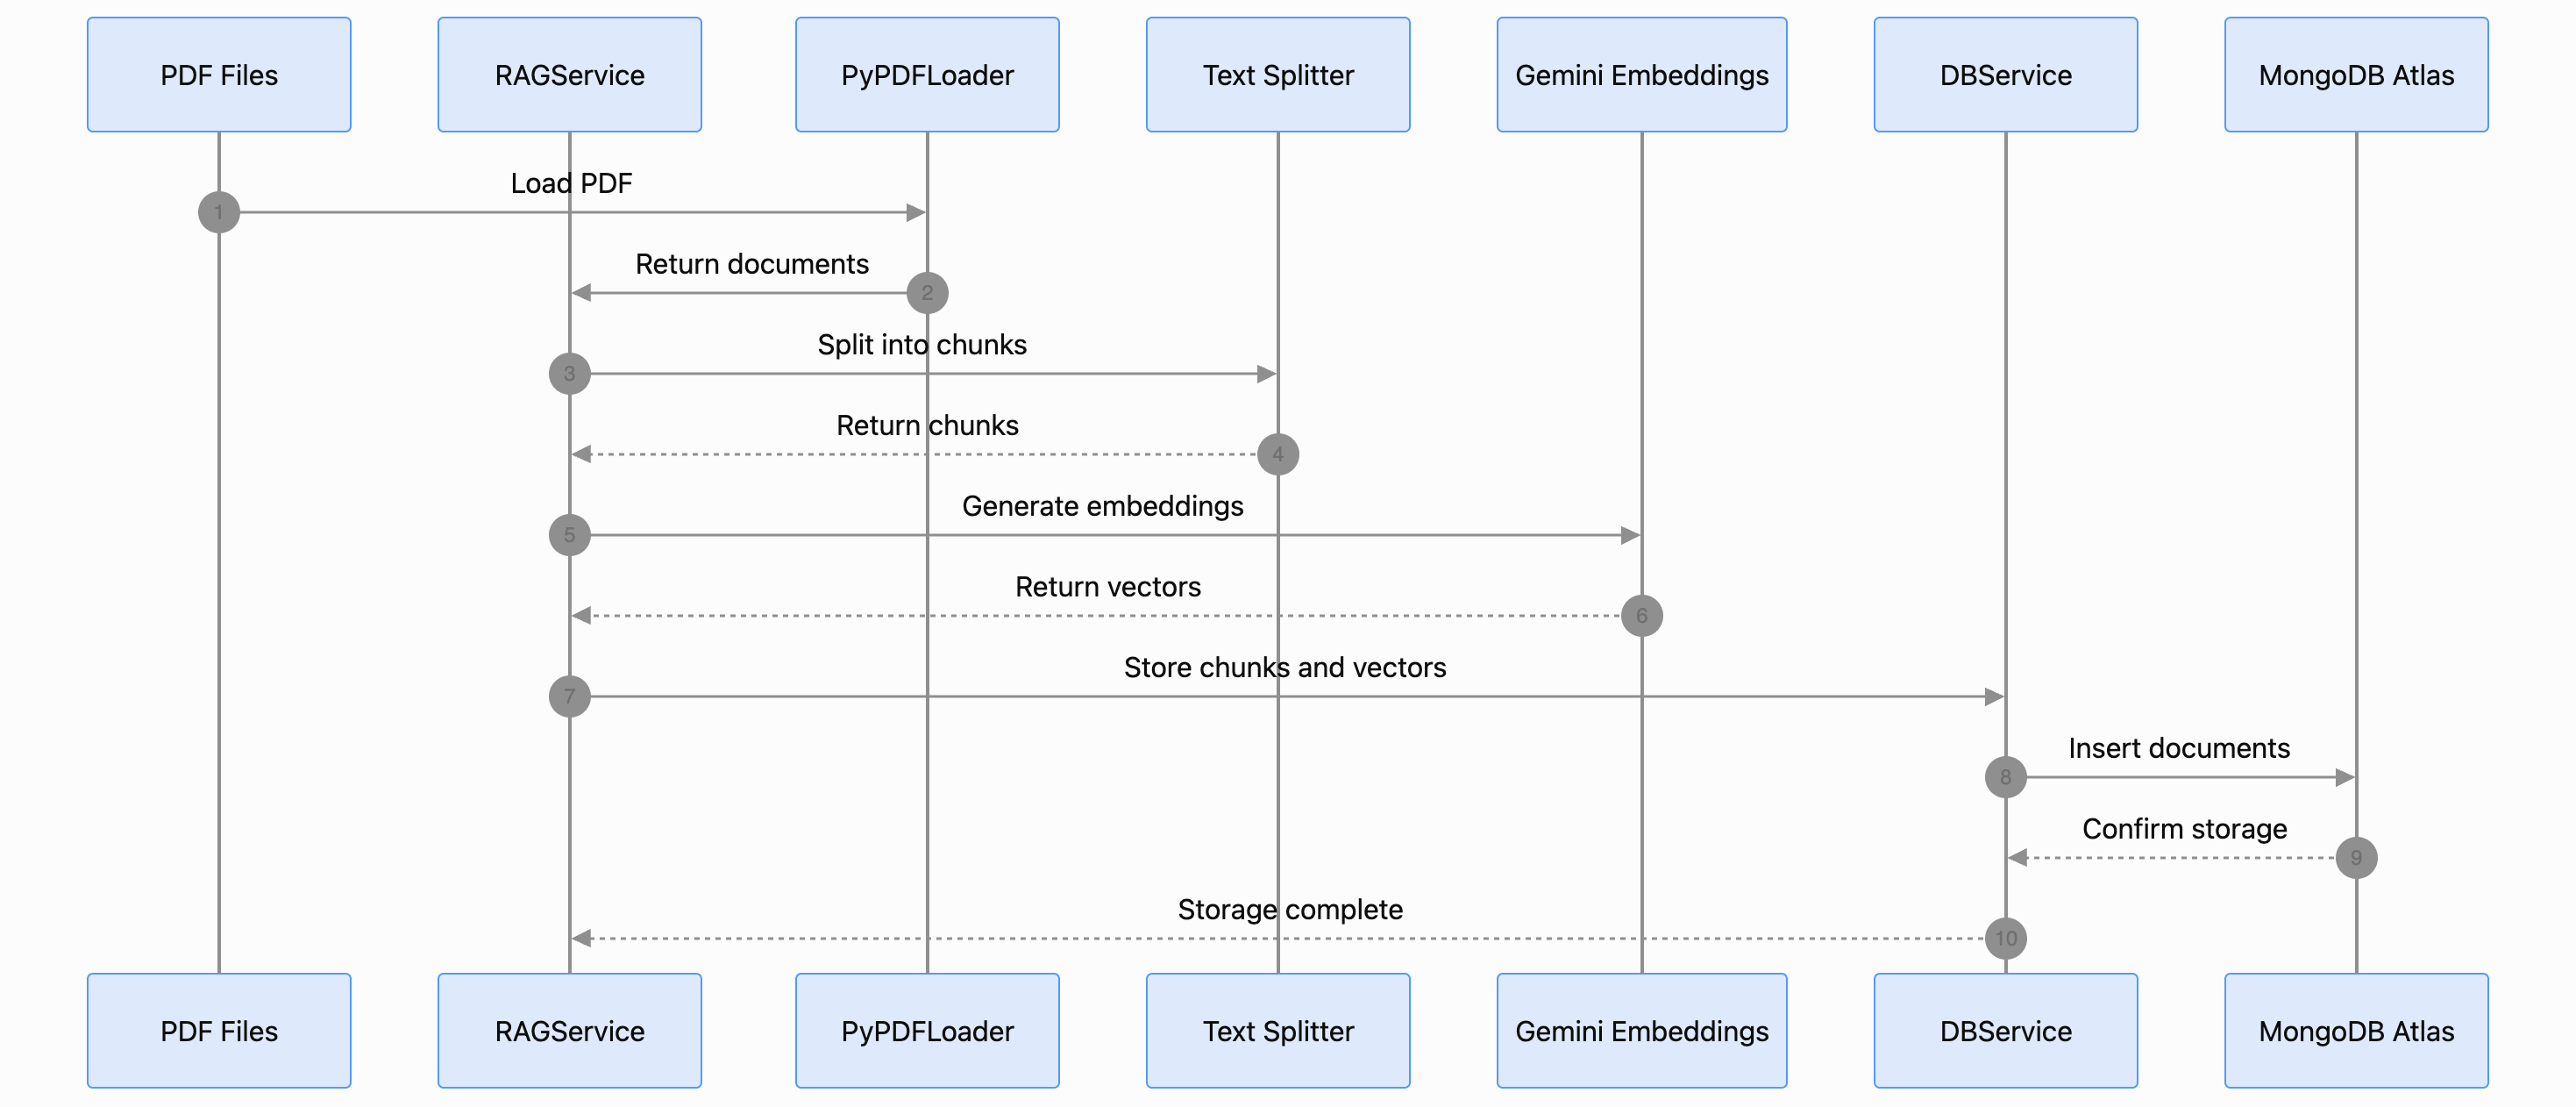 PDF Files
RAGService
PyPDFLoader
Text Splitter
Gemini Embeddings
DBService
MongoDB Atlas
Load PDF
1
Return documents
2
Split into chunks
3
Return chunks
4
Generate embeddings
5
Return vectors
6
Store chunks and vectors
7
Insert documents
8
Confirm storage
9
Storage complete
10
PDF Files
RAGService
PyPDFLoader
Text Splitter
Gemini Embeddings
DBService
MongoDB Atlas